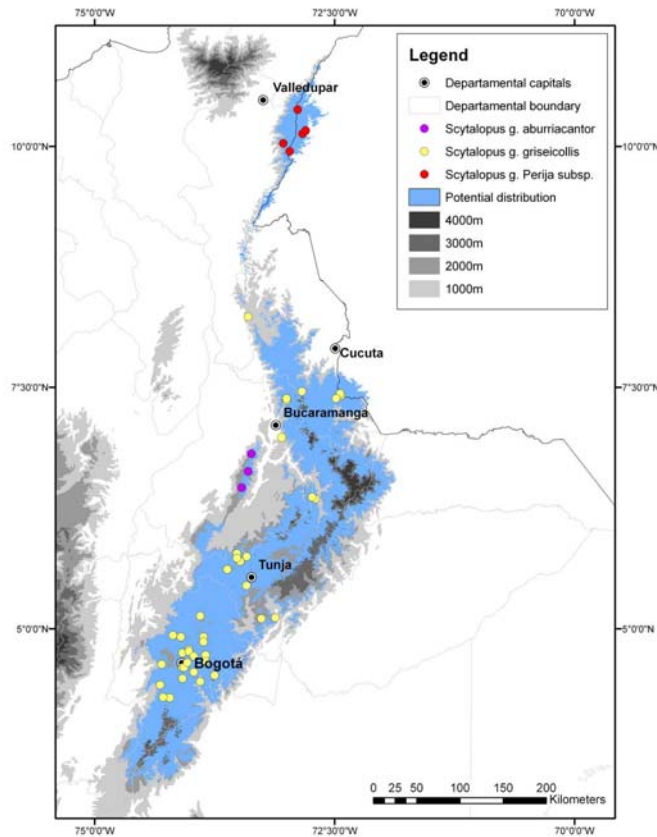 75°0'0"W
72°30'0"W
70°0'0"W
Legend
Departamental capitals
Departamental boundary
Scytalopus g. aburriacantor
Scytalopus g. griseicollis
Scytalopus g. Perija subsp.
Potential distribution
4000m
3000m
2000m
1000m
Valledupar
10°0'0"N
10°0'0"N
Cucuta
7°30'0"N
7°30'0"N
Bucaramanga
Tunja
5°0'0"N
5°0'0"N
Bogotá
0 25 50 100 150 200
Kilometers
75°0'0"W
72°30'0"W
70°0'0"W